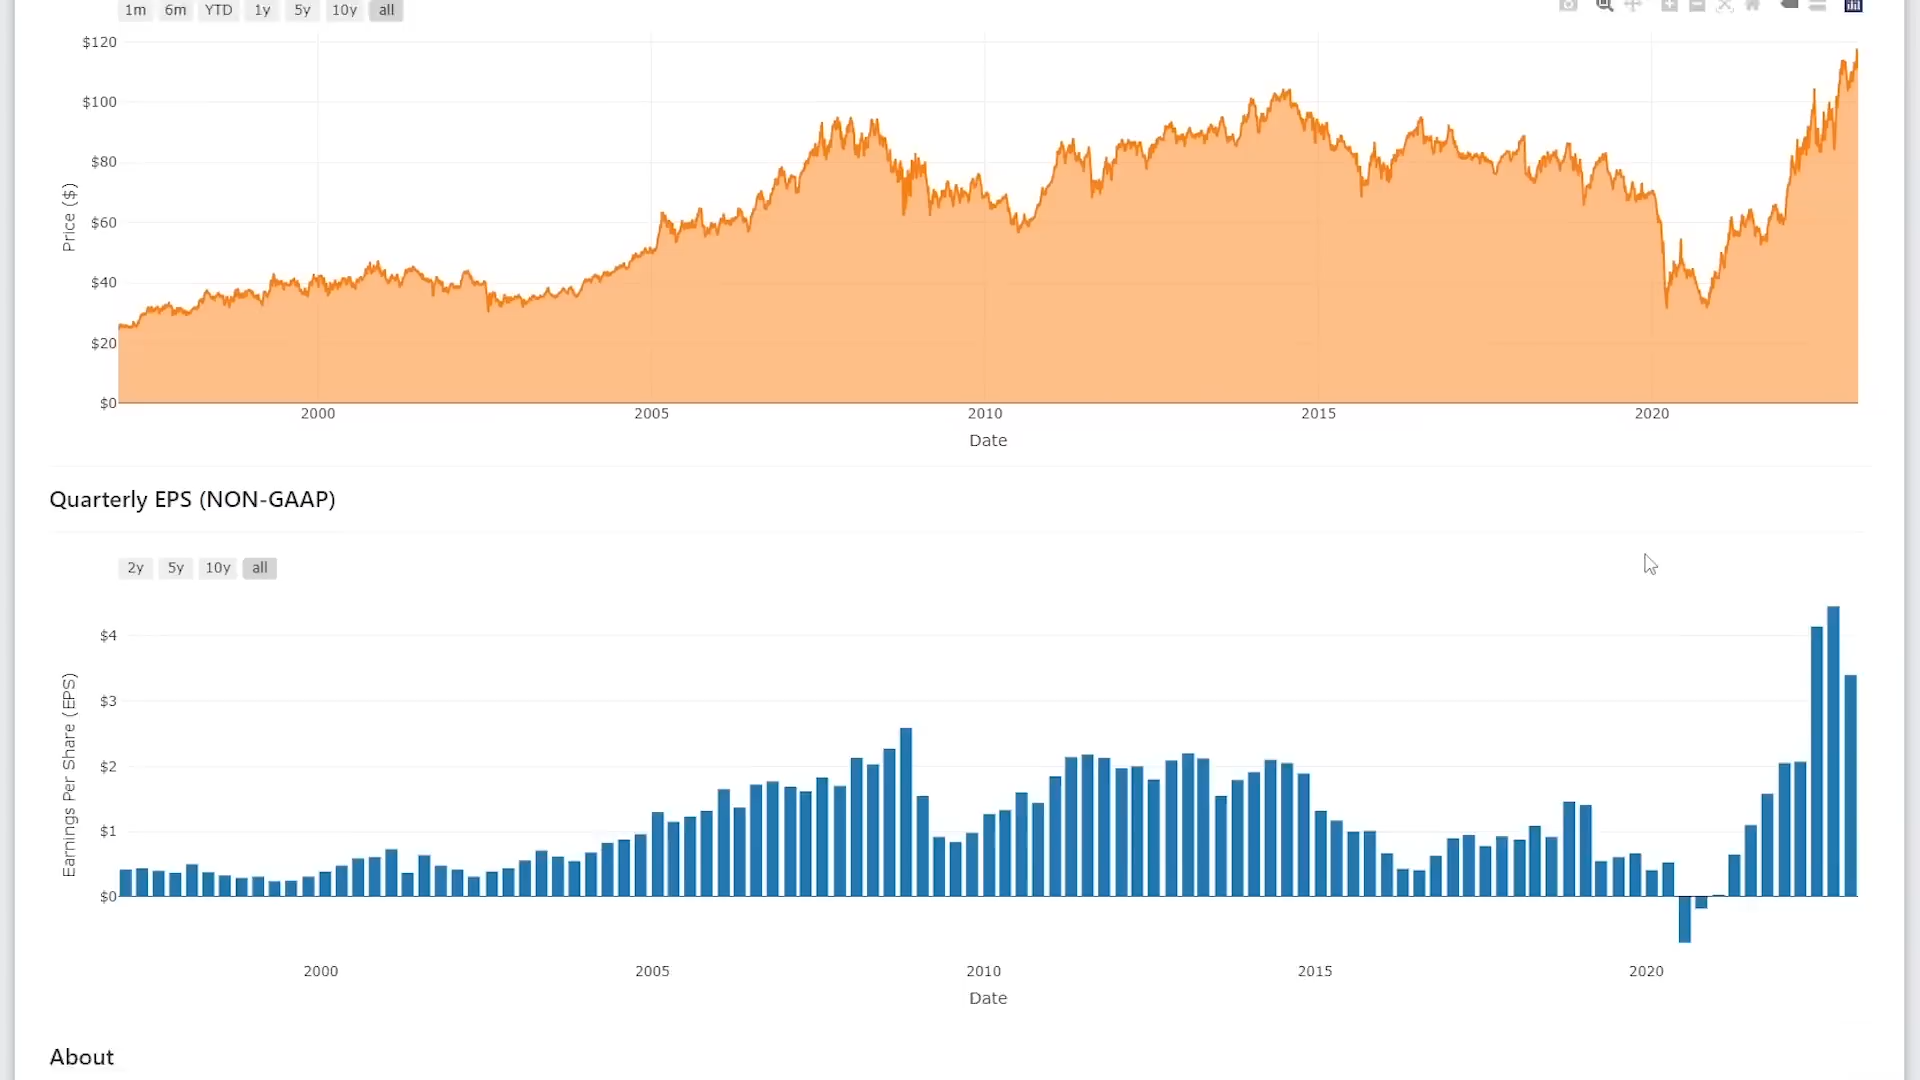 1m 6m YTD 1y 5y 10y all
$120
$100
$80
$60
$40
$20
$0
Price ($)
2000 2005 2010 2015 2020
Date
Quarterly EPS (NON-GAAP)
2y 5y 10y all
$4
$3
$2
$1
$0
Earnings Per Share (EPS)
2000 2005 2010 2015 2020
Date
About